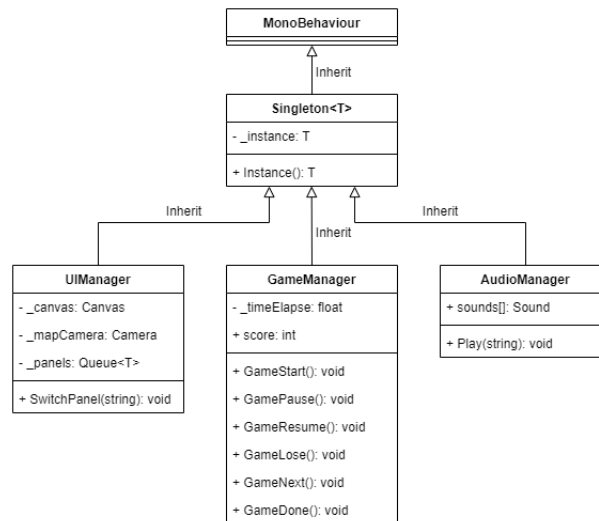 MonoBehaviour
Inherit
Singleton<T>
- _instance: T
+ Instance(): T
Inherit
Inherit
Inherit
UIManager
- _canvas: Canvas
- _mapCamera: Camera
- _panels: Queue<T>
+ SwitchPanel(string): void
GameManager
- _timeElapse: float
+ score: int
+ GameStart(): void
+ GamePause(): void
+ GameResume(): void
+ GameLose(): void
+ GameNext(): void
+ GameDone(): void
AudioManager
+ sounds[]: Sound
+ Play(string): void